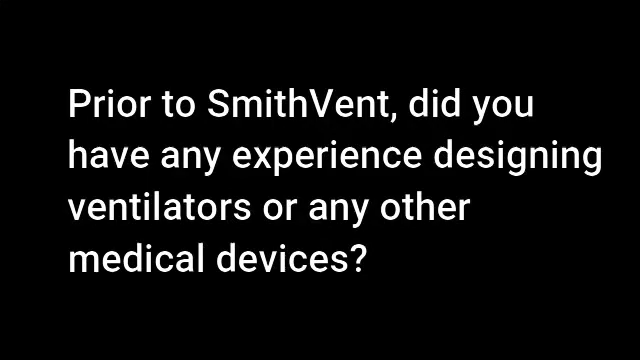 Prior to SmithVent, did you
have any experience designing
ventilators or any other
medical devices?